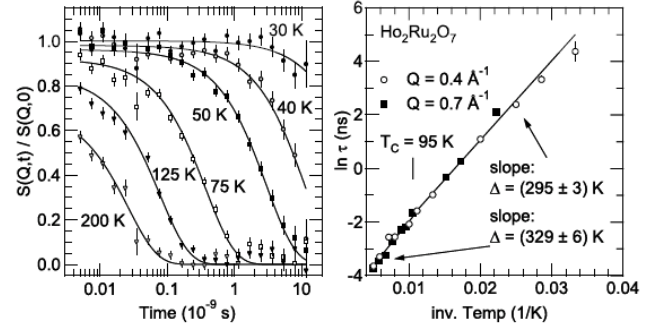 S(Q,t) / S(Q,0)
1.0
0.8
0.6
0.4
0.2
0.0
30 K
40 K
50 K
75 K
125 K
200 K
0.01
0.1
1
10
Time (10⁻⁹ s)
ln τ (ns)
6
4
2
0
-2
-4
Ho₂Ru₂O₇
Q = 0.4 Å⁻¹
Q = 0.7 Å⁻¹
T_C = 95 K
slope:
Δ = (295 ± 3) K
slope:
Δ = (329 ± 6) K
0.01
0.02
0.03
0.04
inv. Temp (1/K)